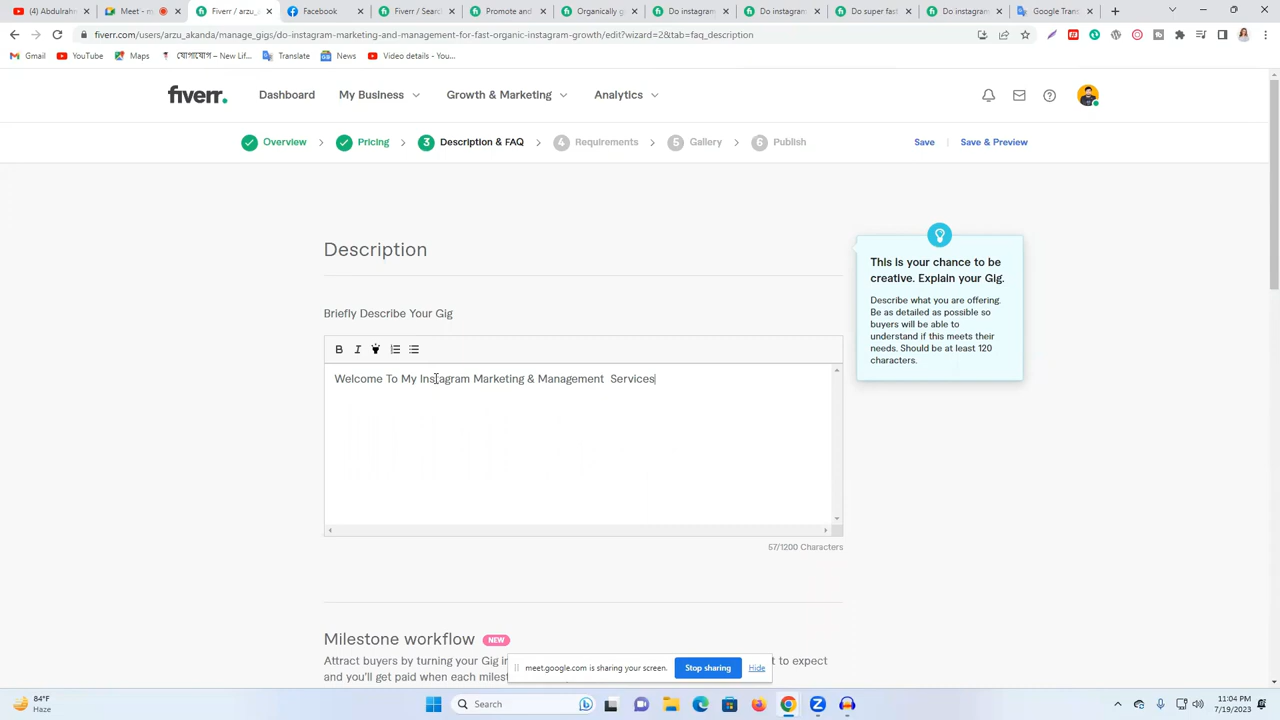 Abdulrahm
Meet - m
Fiverr / arzu_
Facebook
Fiverr / Searc
Promote and
Organically g
Do instagram
Do instagram
Do super fast
Do instagram
Google Trans
fiverr.com/users/arzu_akanda/manage_gigs/do-instagram-marketing-and-management-for-fast-organic-instagram-growth/edit?wizard=2&tab=faq_description
Gmail
YouTube
Maps
যোগাযোগ – New Lif...
Translate
News
Video details - You...
fiverr.
Dashboard
My Business
Growth & Marketing
Analytics
Overview
Pricing
3 Description & FAQ
4 Requirements
5 Gallery
6 Publish
Save
Save & Preview
Description
This is your chance to be
creative. Explain your Gig.
Describe what you are offering.
Be as detailed as possible so
buyers will be able to
understand if this meets their
needs. Should be at least 120
characters.
Briefly Describe Your Gig
B I
Welcome To My Instagram Marketing & Management  Services
57/1200 Characters
Milestone workflow NEW
Attract buyers by turning your Gig in
t to expect
and you'll get paid when each milest
meet.google.com is sharing your screen.
Stop sharing
Hide
84°F
Haze
Search
11:04 PM
7/19/2023